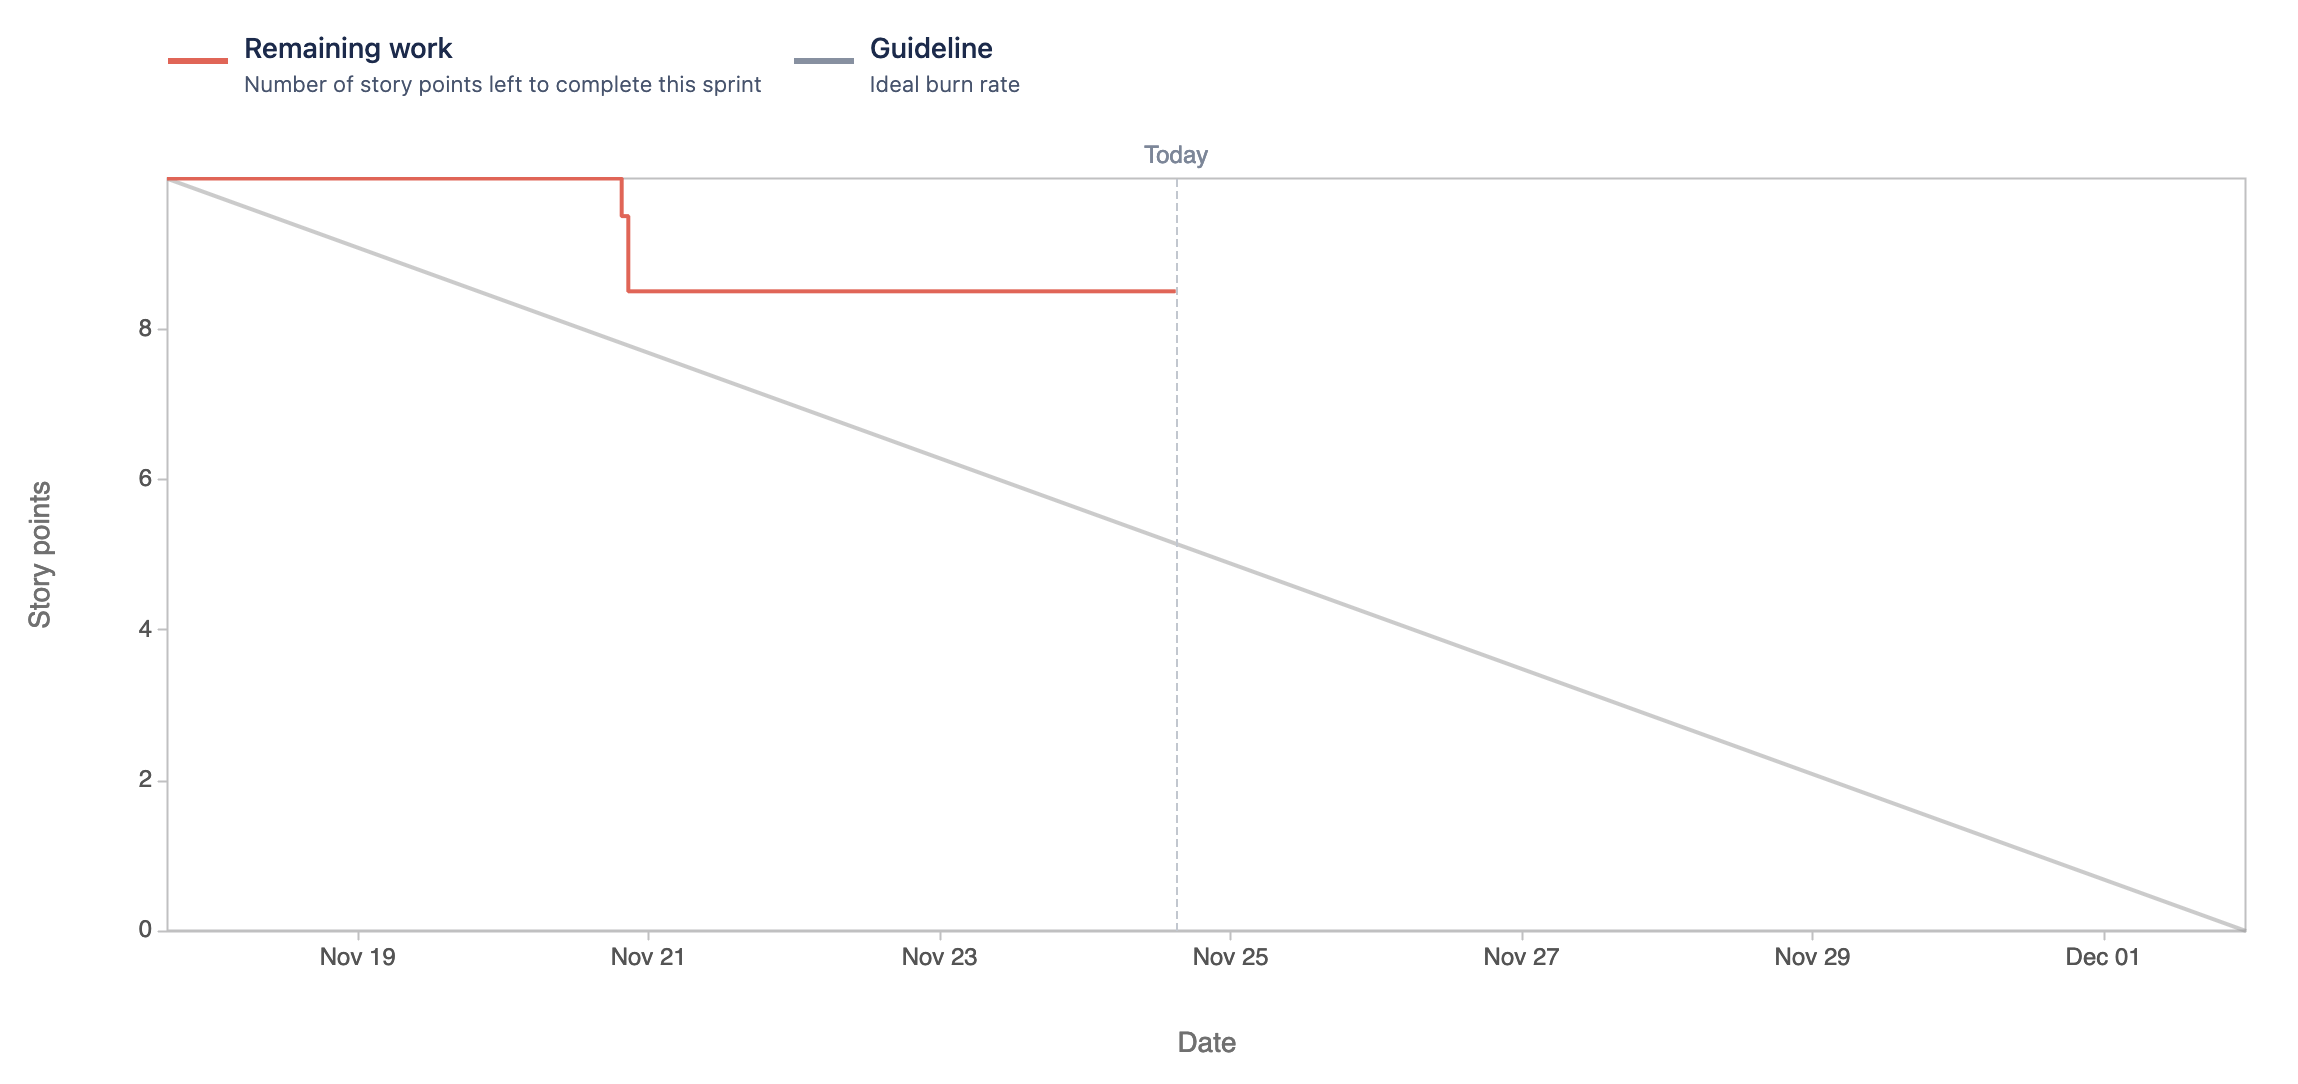 Remaining work
Number of story points left to complete this sprint
Guideline
Ideal burn rate
Today
Story points
8
6
4
2
0
Nov 19
Nov 21
Nov 23
Nov 25
Nov 27
Nov 29
Dec 01
Date